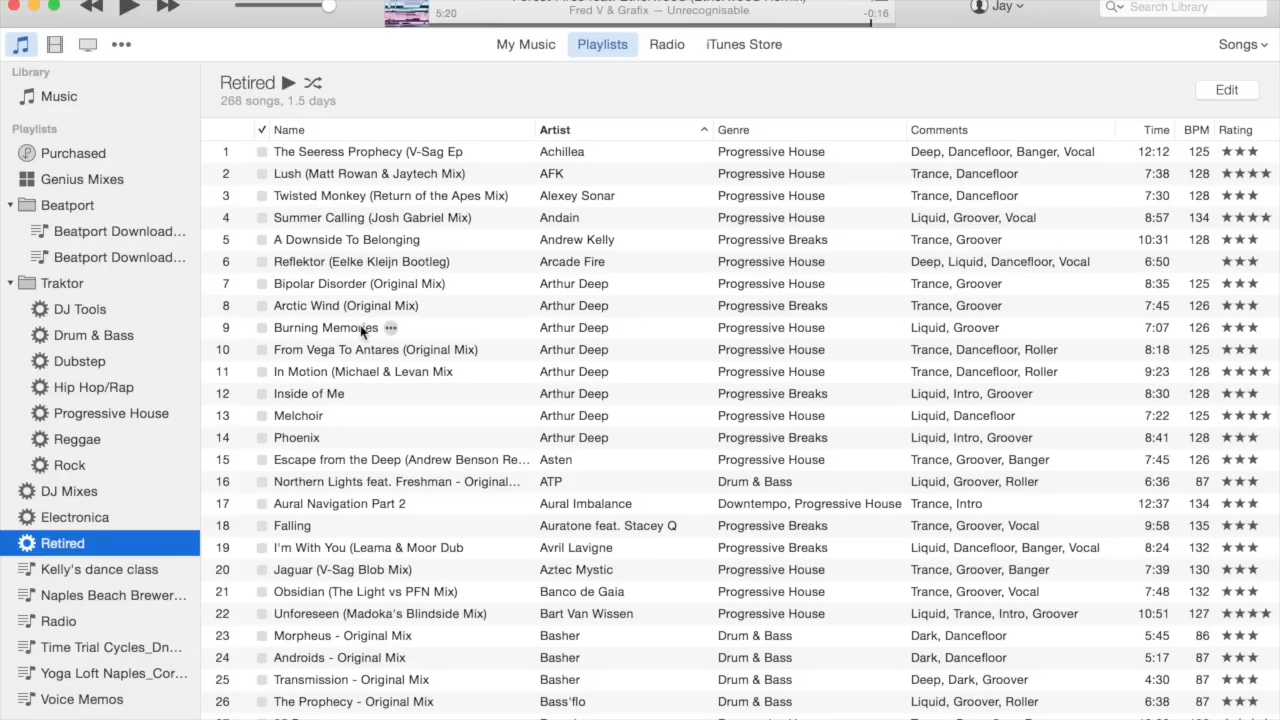 Fred V & Grafix — Unrecognisable
5:20
-0:16
Jay
Search Library
My Music
Playlists
Radio
iTunes Store
Songs
Library
Music
Playlists
Purchased
Genius Mixes
Beatport
Beatport Download...
Beatport Download...
Traktor
DJ Tools
Drum & Bass
Dubstep
Hip Hop/Rap
Progressive House
Reggae
Rock
DJ Mixes
Electronica
Retired
Kelly's dance class
Naples Beach Brewer...
Radio
Time Trial Cycles_Dn...
Yoga Loft Naples_Cor...
Voice Memos
Retired
268 songs, 1.5 days
Edit
✓ Name Artist Genre Comments Time BPM Rating
1 The Seeress Prophecy (V-Sag Ep Achillea Progressive House Deep, Dancefloor, Banger, Vocal 12:12 125 ★★★
2 Lush (Matt Rowan & Jaytech Mix) AFK Progressive House Trance, Dancefloor 7:38 128 ★★★★
3 Twisted Monkey (Return of the Apes Mix) Alexey Sonar Progressive House Trance, Dancefloor 7:30 128 ★★★
4 Summer Calling (Josh Gabriel Mix) Andain Progressive House Liquid, Groover, Vocal 8:57 134 ★★★★
5 A Downside To Belonging Andrew Kelly Progressive Breaks Trance, Groover 10:31 128 ★★★
6 Reflektor (Eelke Kleijn Bootleg) Arcade Fire Progressive House Deep, Liquid, Dancefloor, Vocal 6:50 ★★★
7 Bipolar Disorder (Original Mix) Arthur Deep Progressive House Trance, Groover 8:35 125 ★★★
8 Arctic Wind (Original Mix) Arthur Deep Progressive Breaks Trance, Groover 7:45 126 ★★★
9 Burning Memories Arthur Deep Progressive House Liquid, Groover 7:07 126 ★★★
10 From Vega To Antares (Original Mix) Arthur Deep Progressive House Trance, Dancefloor, Roller 8:18 125 ★★★
11 In Motion (Michael & Levan Mix Arthur Deep Progressive House Trance, Dancefloor, Roller 9:23 128 ★★★★
12 Inside of Me Arthur Deep Progressive Breaks Liquid, Intro, Groover 8:30 128 ★★★
13 Melchoir Arthur Deep Progressive House Liquid, Dancefloor 7:22 125 ★★★★
14 Phoenix Arthur Deep Progressive Breaks Liquid, Intro, Groover 8:41 128 ★★★
15 Escape from the Deep (Andrew Benson Re... Asten Progressive House Trance, Groover, Banger 7:45 126 ★★★
16 Northern Lights feat. Freshman - Original... ATP Drum & Bass Liquid, Groover, Roller 6:36 87 ★★★
17 Aural Navigation Part 2 Aural Imbalance Downtempo, Progressive House Trance, Intro 12:37 134 ★★★
18 Falling Auratone feat. Stacey Q Progressive Breaks Trance, Groover, Vocal 9:58 135 ★★★
19 I'm With You (Leama & Moor Dub Avril Lavigne Progressive Breaks Liquid, Dancefloor, Banger, Vocal 8:24 132 ★★★
20 Jaguar (V-Sag Blob Mix) Aztec Mystic Progressive House Trance, Groover, Banger 7:39 130 ★★★
21 Obsidian (The Light vs PFN Mix) Banco de Gaia Progressive House Trance, Groover, Vocal 7:48 132 ★★★
22 Unforeseen (Madoka's Blindside Mix) Bart Van Wissen Progressive House Liquid, Trance, Intro, Groover 10:51 127 ★★★★
23 Morpheus - Original Mix Basher Drum & Bass Dark, Dancefloor 5:45 86 ★★★
24 Androids - Original Mix Basher Drum & Bass Dark, Dancefloor 5:17 87 ★★★
25 Transmission - Original Mix Basher Drum & Bass Deep, Dark, Groover 4:30 87 ★★★
26 The Prophecy - Original Mix Bass'flo Drum & Bass Liquid, Groover, Roller 6:38 87 ★★★